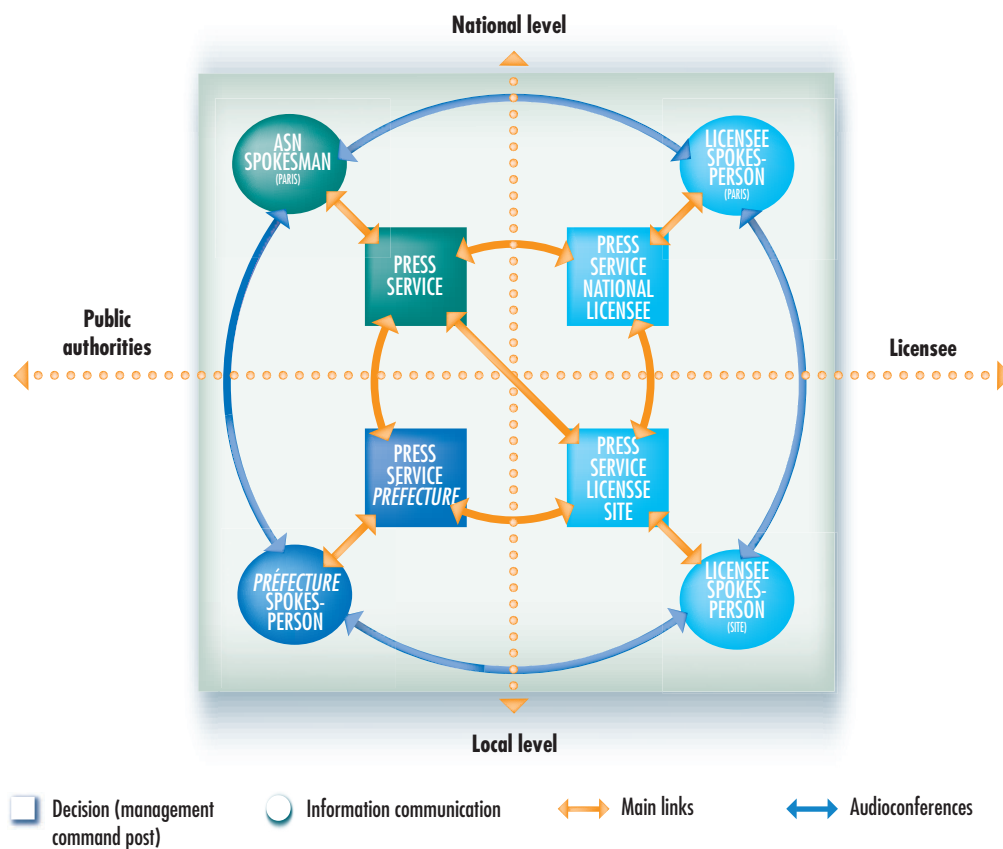 National level
ASN
SPOKESMAN
(PARIS)
LICENSEE
SPOKES-
PERSON
(PARIS)
PRESS
SERVICE
PRESS
SERVICE
NATIONAL
LICENSEE
Public
authorities
Licensee
PRESS
SERVICE
PRÉFECTURE
PRESS
SERVICE
LICENSSE
SITE
PRÉFECTURE
SPOKES-
PERSON
LICENSEE
SPOKES-
PERSON
(SITE)
Local level
Decision (management
command post)
Information communication
Main links
Audioconferences